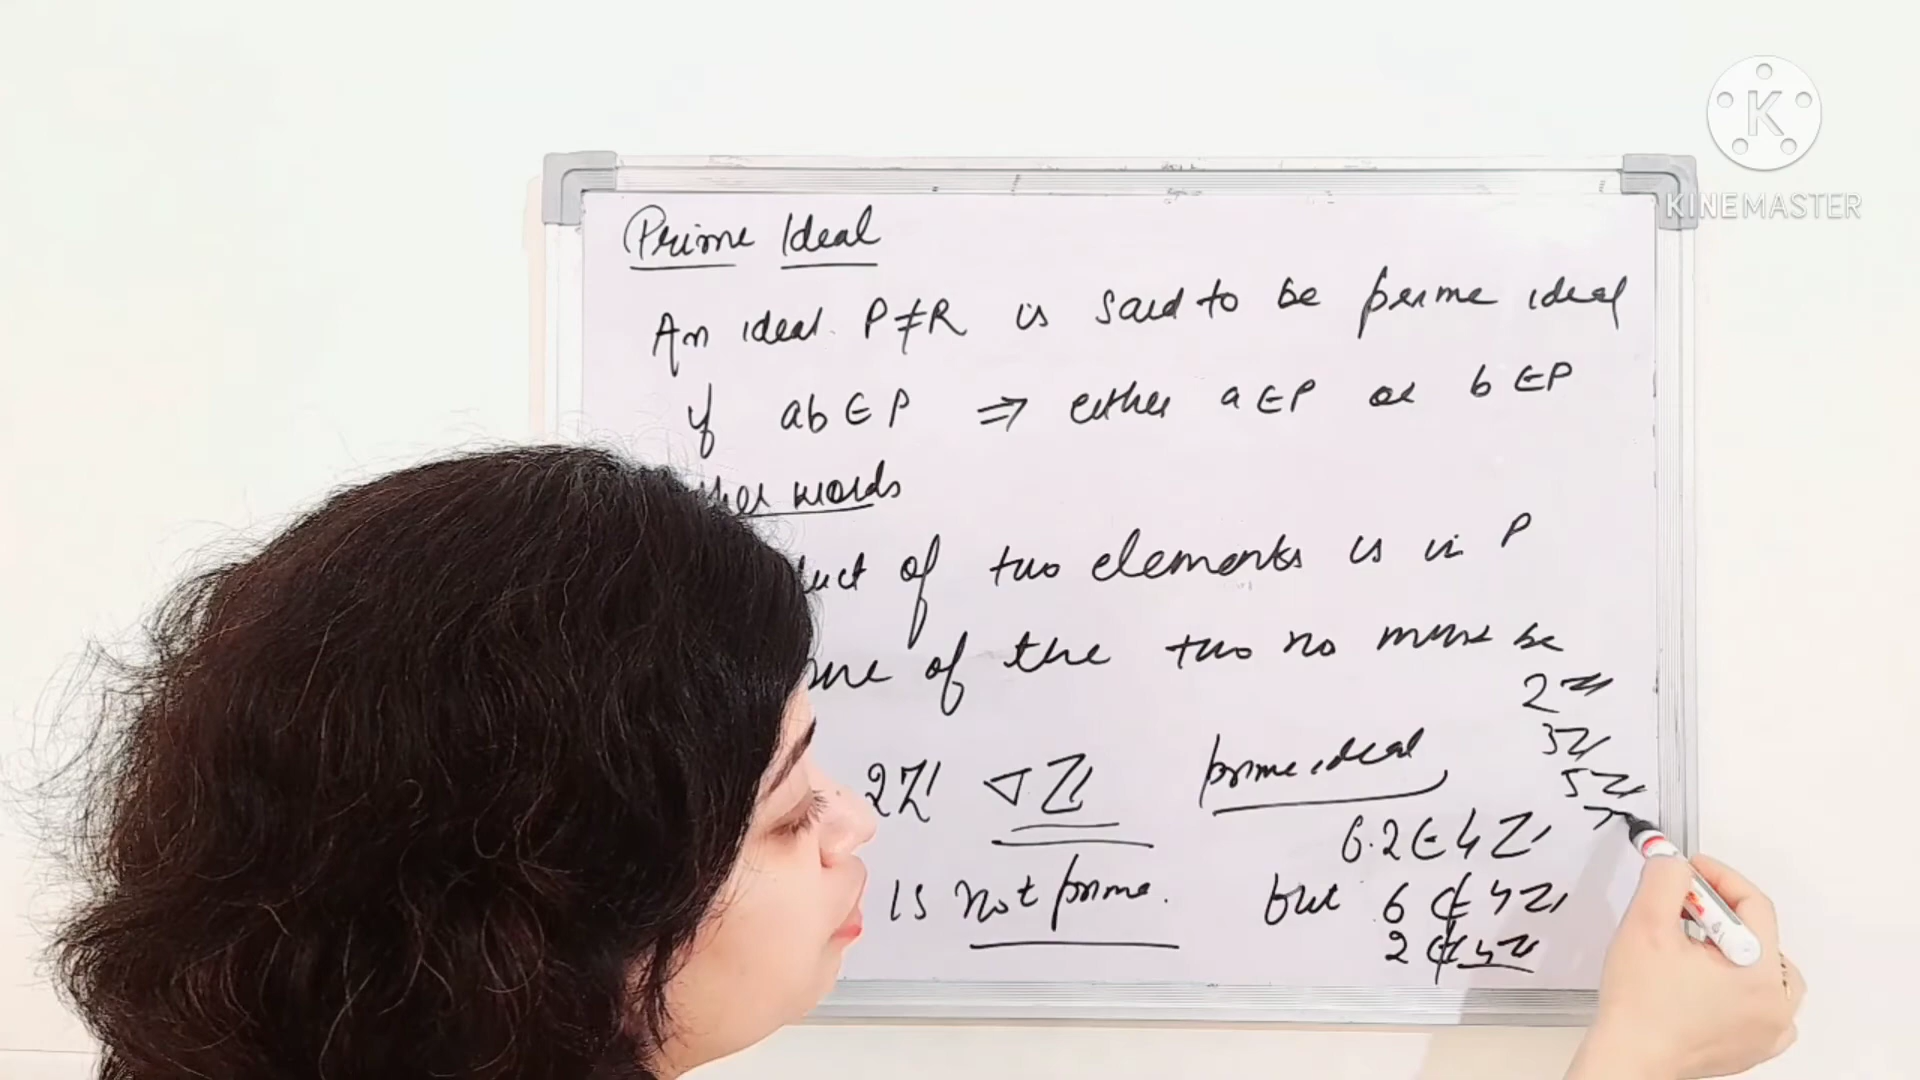 Prime Ideal
An ideal P≠R is said to be prime ideal
if ab∈P ⇒ either a∈P or b∈P
words
of two elements is in P
of the two no must be
2ℤ
3ℤ
5ℤ
7
2ℤ ⊲ ℤ prime ideal
6.2∈4ℤ
is not prime. but 6∉4ℤ
2∉4ℤ
K
KINEMASTER